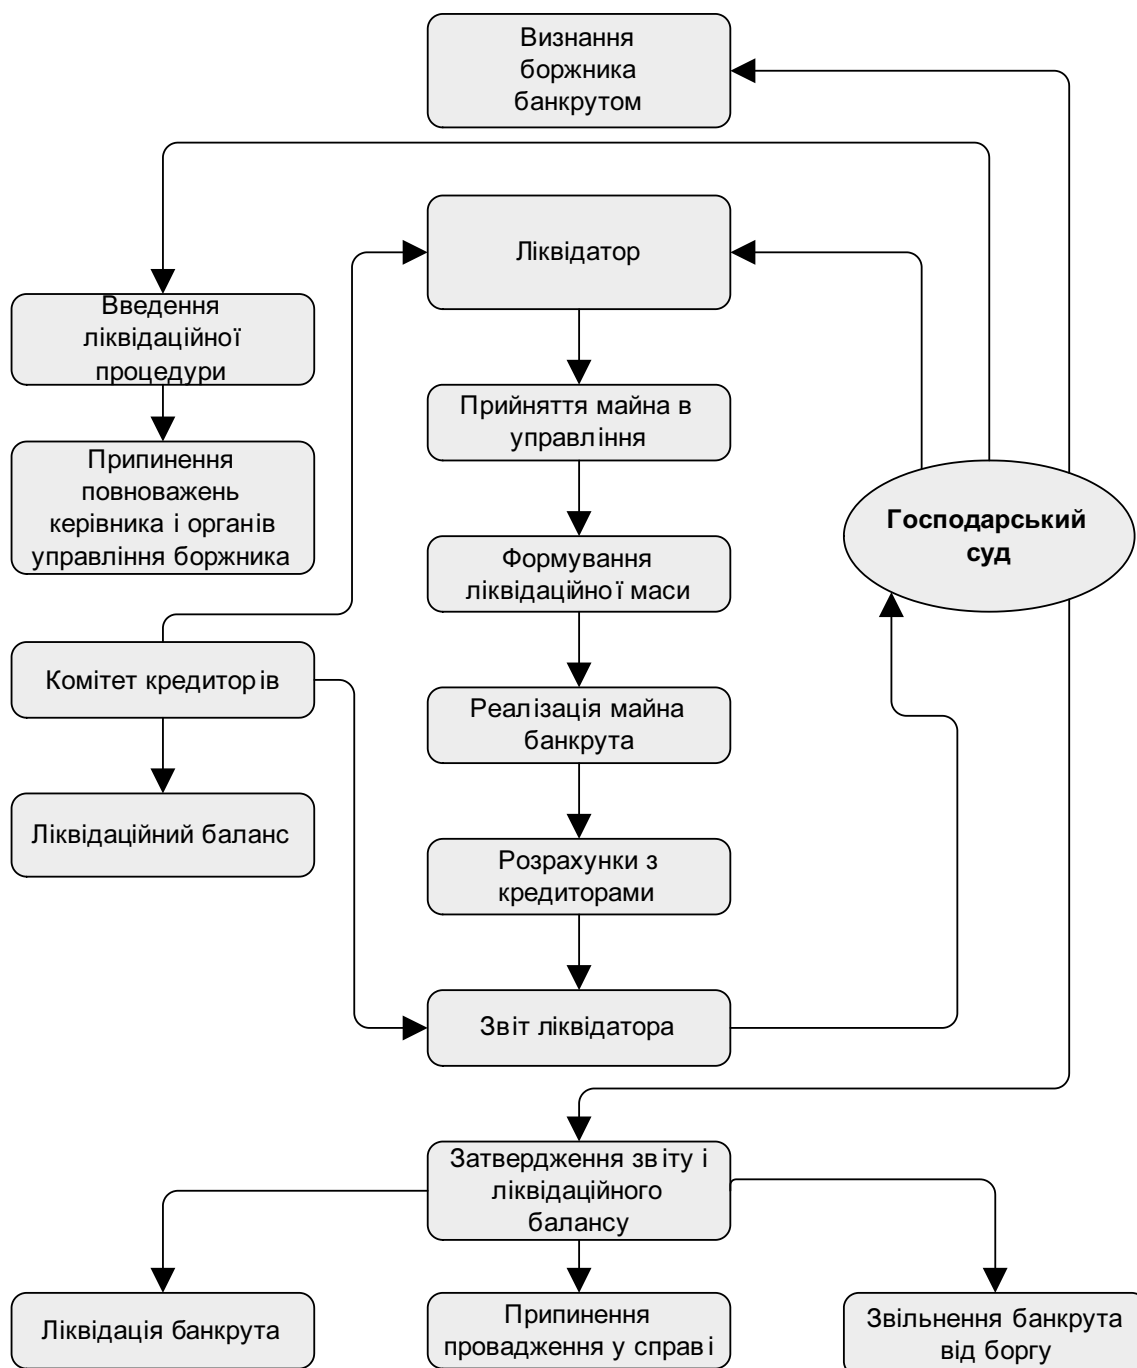 Визнання
боржника
банкрутом
Ліквідатор
Введення
ліквідаційної
процедури
Прийняття майна в
управління
Припинення
повноважень
керівника і органів
управління боржника
Господарський
суд
Формування
ліквідаційної маси
Комітет кредиторів
Реалізація майна
банкрута
Ліквідаційний баланс
Розрахунки з
кредиторами
Звіт ліквідатора
Затвердження звіту і
ліквідаційного
балансу
Ліквідація банкрута
Припинення
провадження у справі
Звільнення банкрута
від боргу